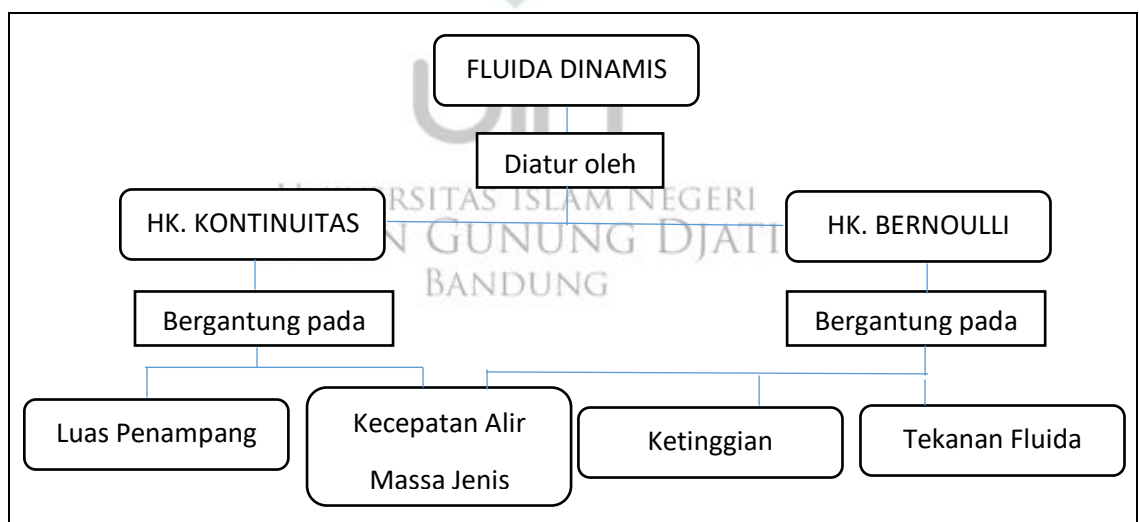 FLUIDA DINAMIS
Diatur oleh
UNIVERSITAS ISLAM NEGERI
HK. KONTINUITAS
GUNUNG DJATI
HK. BERNOULLI
BANDUNG
Bergantung pada
Bergantung pada
Luas Penampang
Kecepatan Alir
Massa Jenis
Ketinggian
Tekanan Fluida